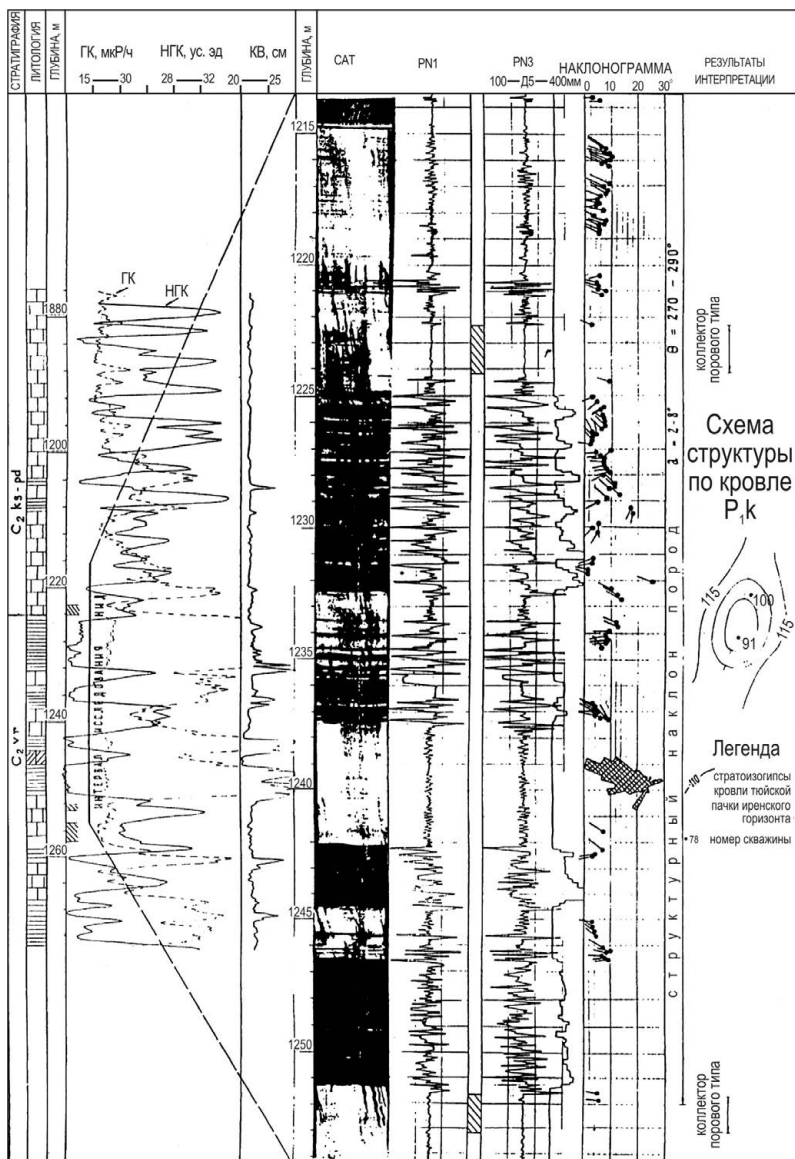 СТРАТИГРАФИЯ
ЛИТОЛОГИЯ
ГЛУБИНА, м
ГК, мкР/ч
15 30
НГК, ус. эд
28 32
КВ, см
20 25
ГЛУБИНА, м
САТ
PN1
PN3
100—Д5—400мм
НАКЛОНОГРАММА
0 10 20 30°
РЕЗУЛЬТАТЫ
ИНТЕРПРЕТАЦИИ
C₂ ks - pd
C₂ vr
1880
1200
1220
1240
1260
ГК
НГК
ИНТЕРВАЛ ИССЛЕДОВАНИЯ
1215
1220
1225
1230
1235
1240
1245
1250
СТРУКТУРНЫЙ НАКЛОН ПОРОД
θ = 270 - 290°
коллектор
порового типа
Схема
структуры
по кровле
P₁k
115
100
91
115
Легенда
-110
стратоизогипсы
кровли тюйской
пачки иренского
горизонта
•78 номер скважины
коллектор
порового типа